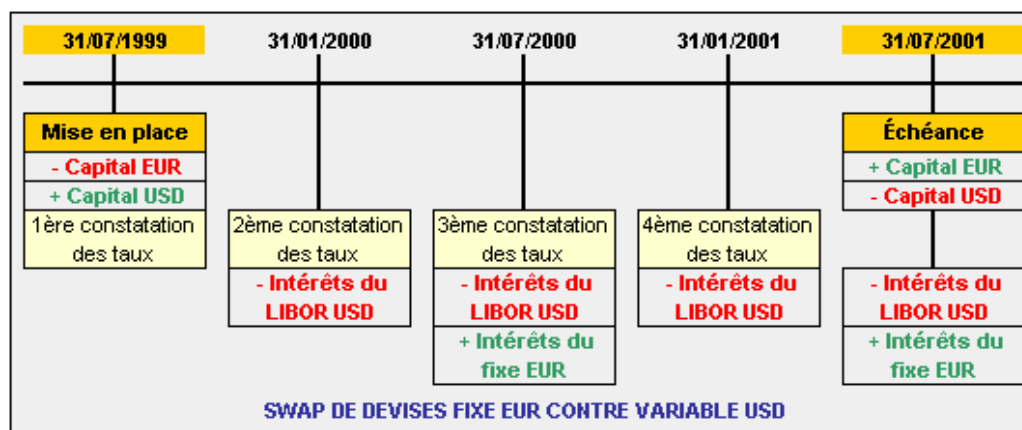 31/07/1999 31/01/2000 31/07/2000 31/01/2001 31/07/2001
Mise en place
- Capital EUR
+ Capital USD
1ère constatation
des taux
2ème constatation
des taux
- Intérêts du
LIBOR USD
3ème constatation
des taux
- Intérêts du
LIBOR USD
+ Intérêts du
fixe EUR
4ème constatation
des taux
- Intérêts du
LIBOR USD
Échéance
+ Capital EUR
- Capital USD
- Intérêts du
LIBOR USD
+ Intérêts du
fixe EUR
SWAP DE DEVISES FIXE EUR CONTRE VARIABLE USD